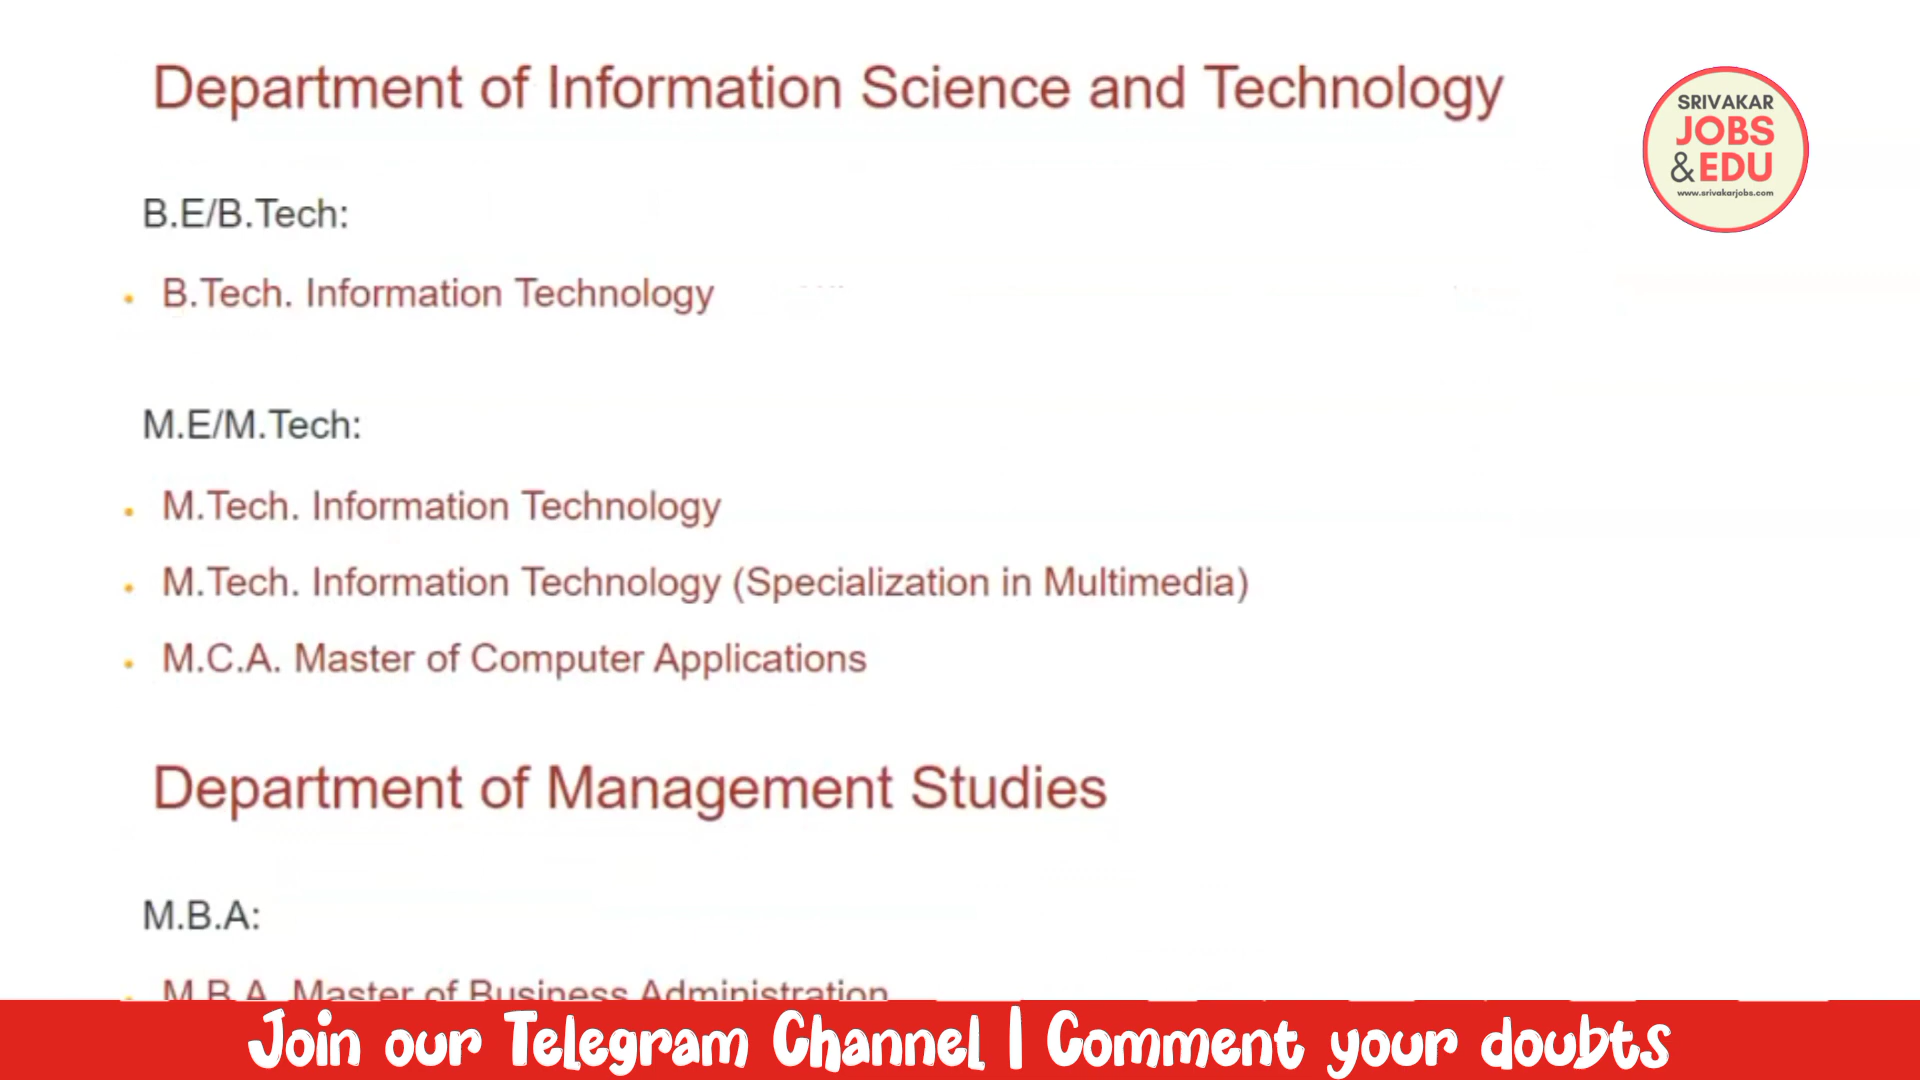 Department of Information Science and Technology
SRIVAKAR
JOBS
&EDU
www.srivakarjobs.com
B.E/B.Tech:
B.Tech. Information Technology
M.E/M.Tech:
M.Tech. Information Technology
M.Tech. Information Technology (Specialization in Multimedia)
M.C.A. Master of Computer Applications
Department of Management Studies
M.B.A:
M.B.A. Master of Business Administration
Join our Telegram Channel | Comment your doubts